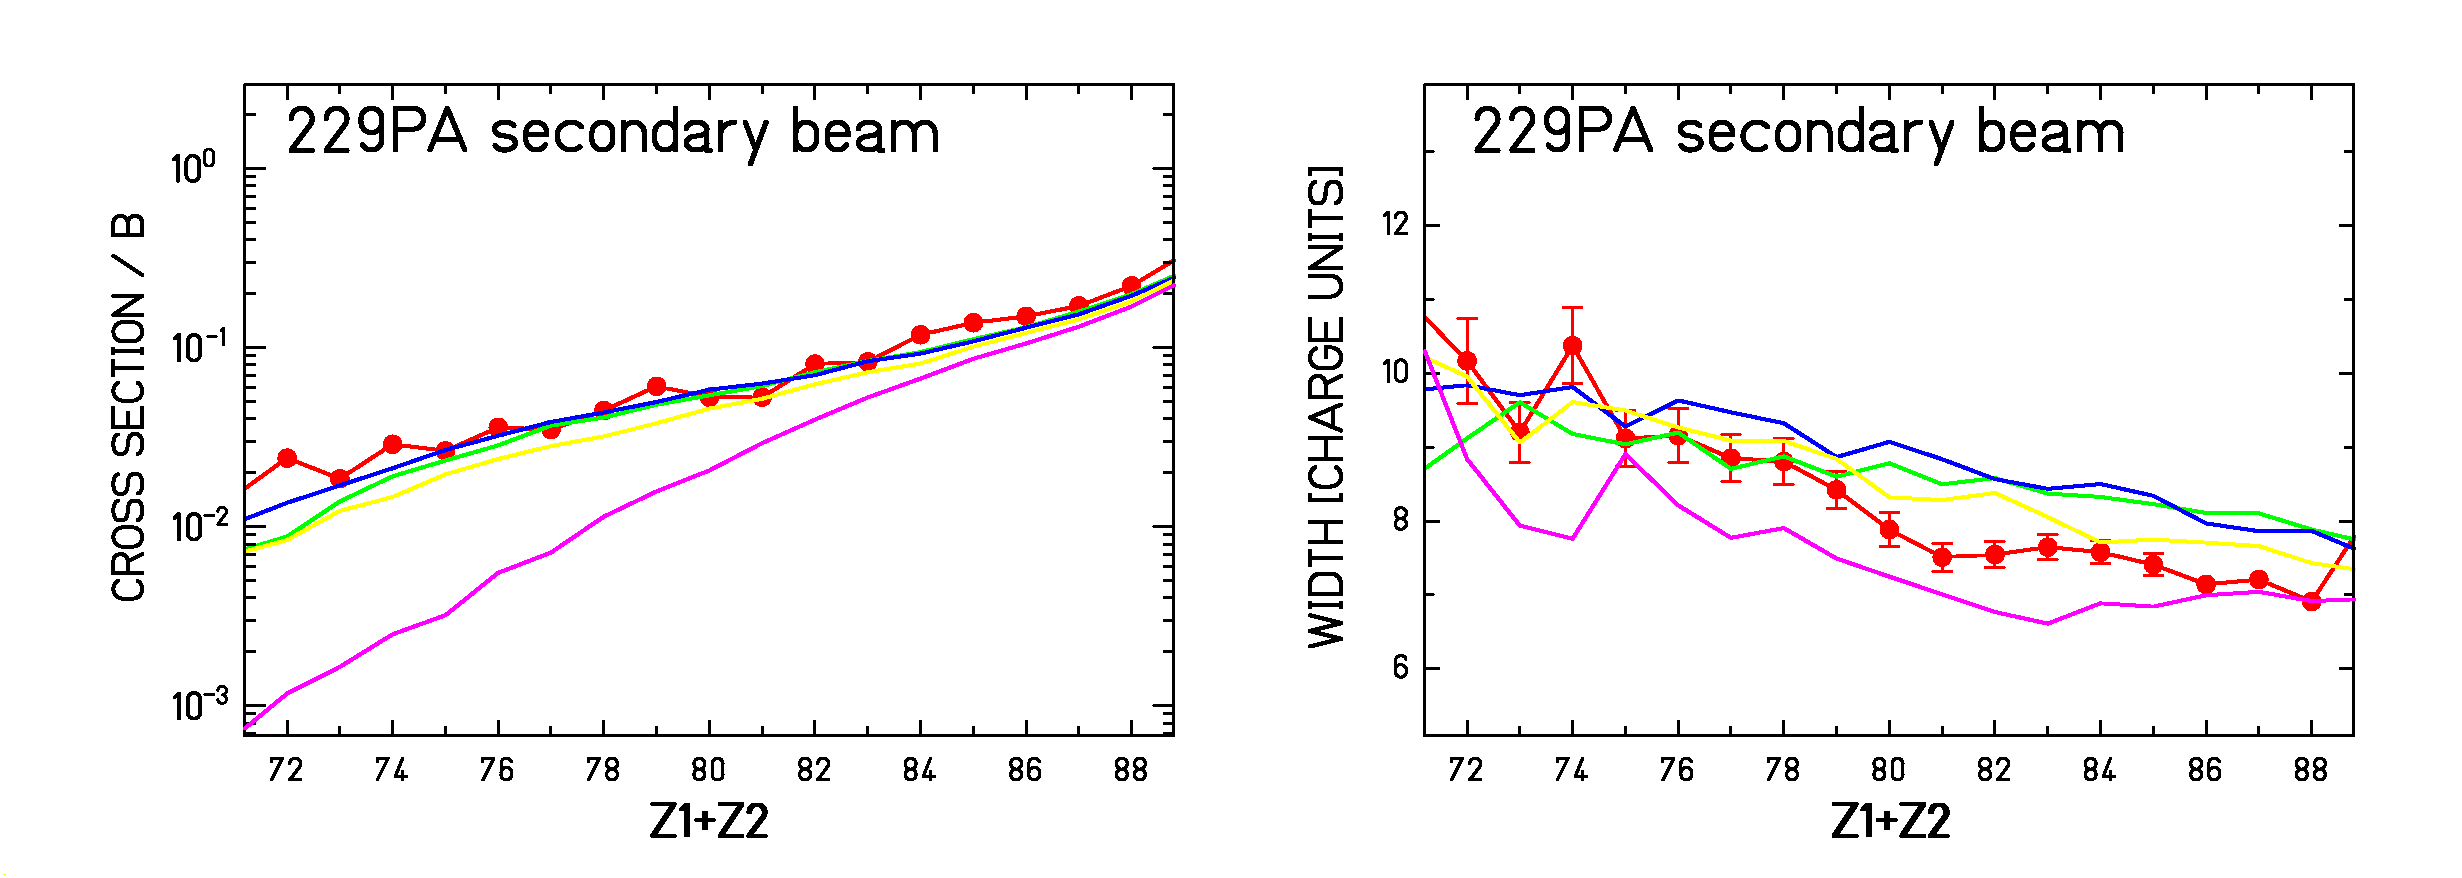 229PA secondary beam
CROSS SECTION / B
10⁰
10⁻¹
10⁻²
10⁻³
72 74 76 78 80 82 84 86 88
Z1+Z2
229PA secondary beam
WIDTH [CHARGE UNITS]
12
10
8
6
72 74 76 78 80 82 84 86 88
Z1+Z2